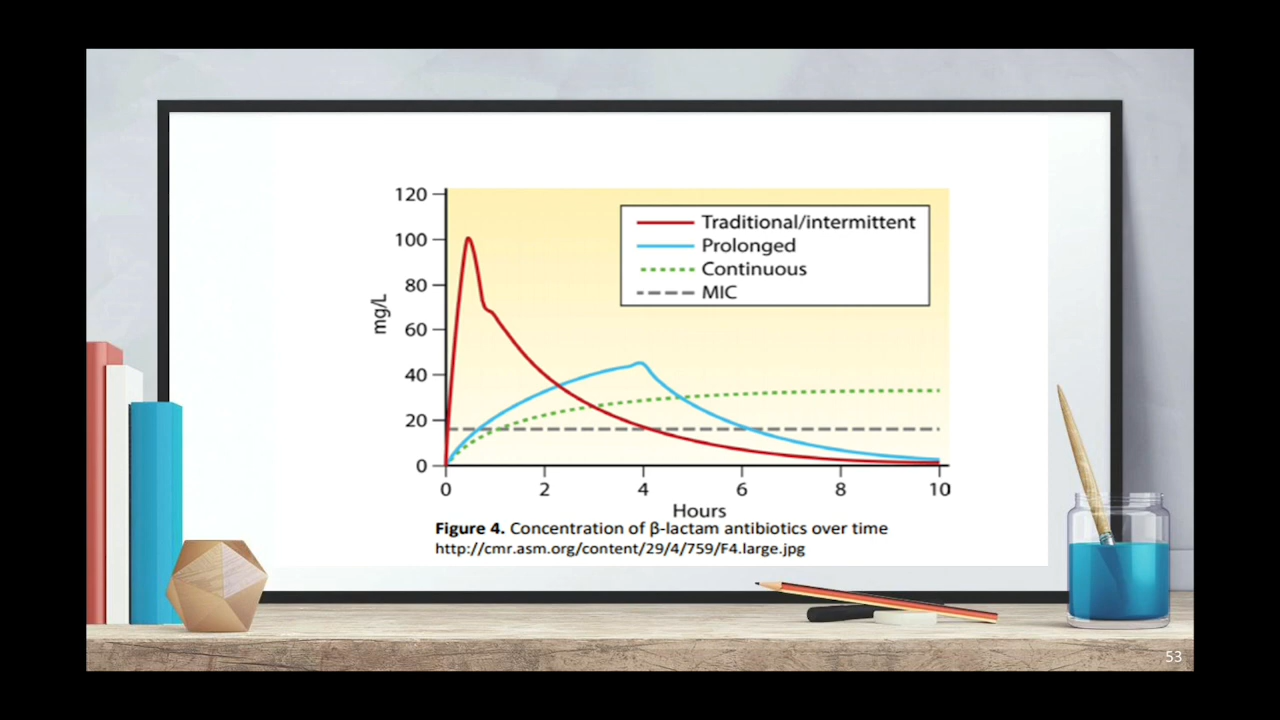 120
100
80
60
40
20
0
mg/L
Traditional/intermittent
Prolonged
Continuous
MIC
0 2 4 6 8 10
Hours
Figure 4. Concentration of β-lactam antibiotics over time
http://cmr.asm.org/content/29/4/759/F4.large.jpg
53